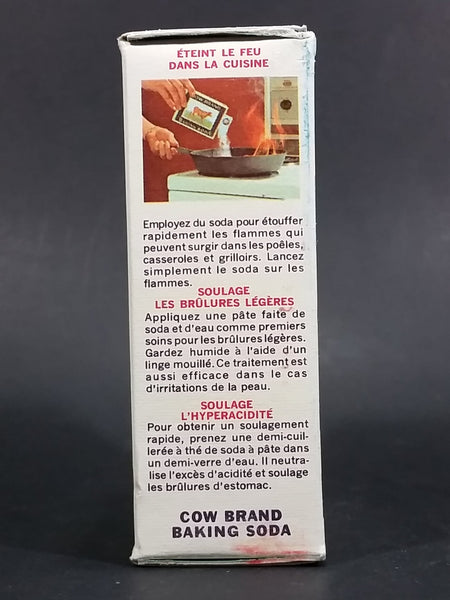 ÉTEINT LE FEU
DANS LA CUISINE
COW BRAND
BAKING SODA
Employez du soda pour étouffer
rapidement les flammes qui
peuvent surgir dans les poêles,
casseroles et grilloirs. Lancez
simplement le soda sur les
flammes.
SOULAGE
LES BRÛLURES LÉGÈRES
Appliquez une pâte faite de
soda et d'eau comme premiers
soins pour les brûlures légères.
Gardez humide à l'aide d'un
linge mouillé. Ce traitement est
aussi efficace dans le cas
d'irritations de la peau.
SOULAGE
L'HYPERACIDITÉ
Pour obtenir un soulagement
rapide, prenez une demi-cuil-
lerée à thé de soda à pâte dans
un demi-verre d'eau. Il neutra-
lise l'excès d'acidité et soulage
les brûlures d'estomac.
COW BRAND
BAKING SODA